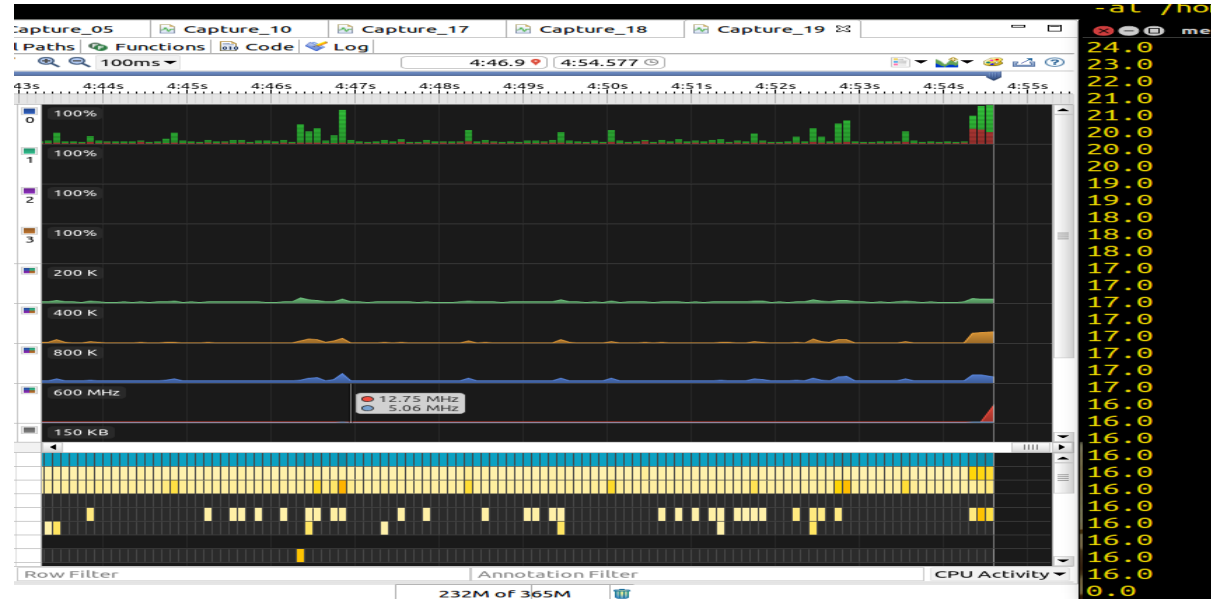 -at /ho
Capture_05 Capture_10 Capture_17 Capture_18 Capture_19
me
l Paths Functions Code Log
100ms 4:46.9 4:54.577
43s 4:44s 4:45s 4:46s 4:47s 4:48s 4:49s 4:50s 4:51s 4:52s 4:53s 4:54s 4:55s
0 100%
1 100%
2 100%
3 100%
200 K
400 K
800 K
600 MHz
12.75 MHz
5.06 MHz
150 KB
Row Filter Annotation Filter CPU Activity
232M of 365M
24.0
23.0
22.0
21.0
21.0
20.0
20.0
20.0
19.0
19.0
18.0
18.0
18.0
17.0
17.0
17.0
17.0
17.0
17.0
17.0
17.0
16.0
16.0
16.0
16.0
16.0
16.0
16.0
16.0
16.0
16.0
16.0
0.0